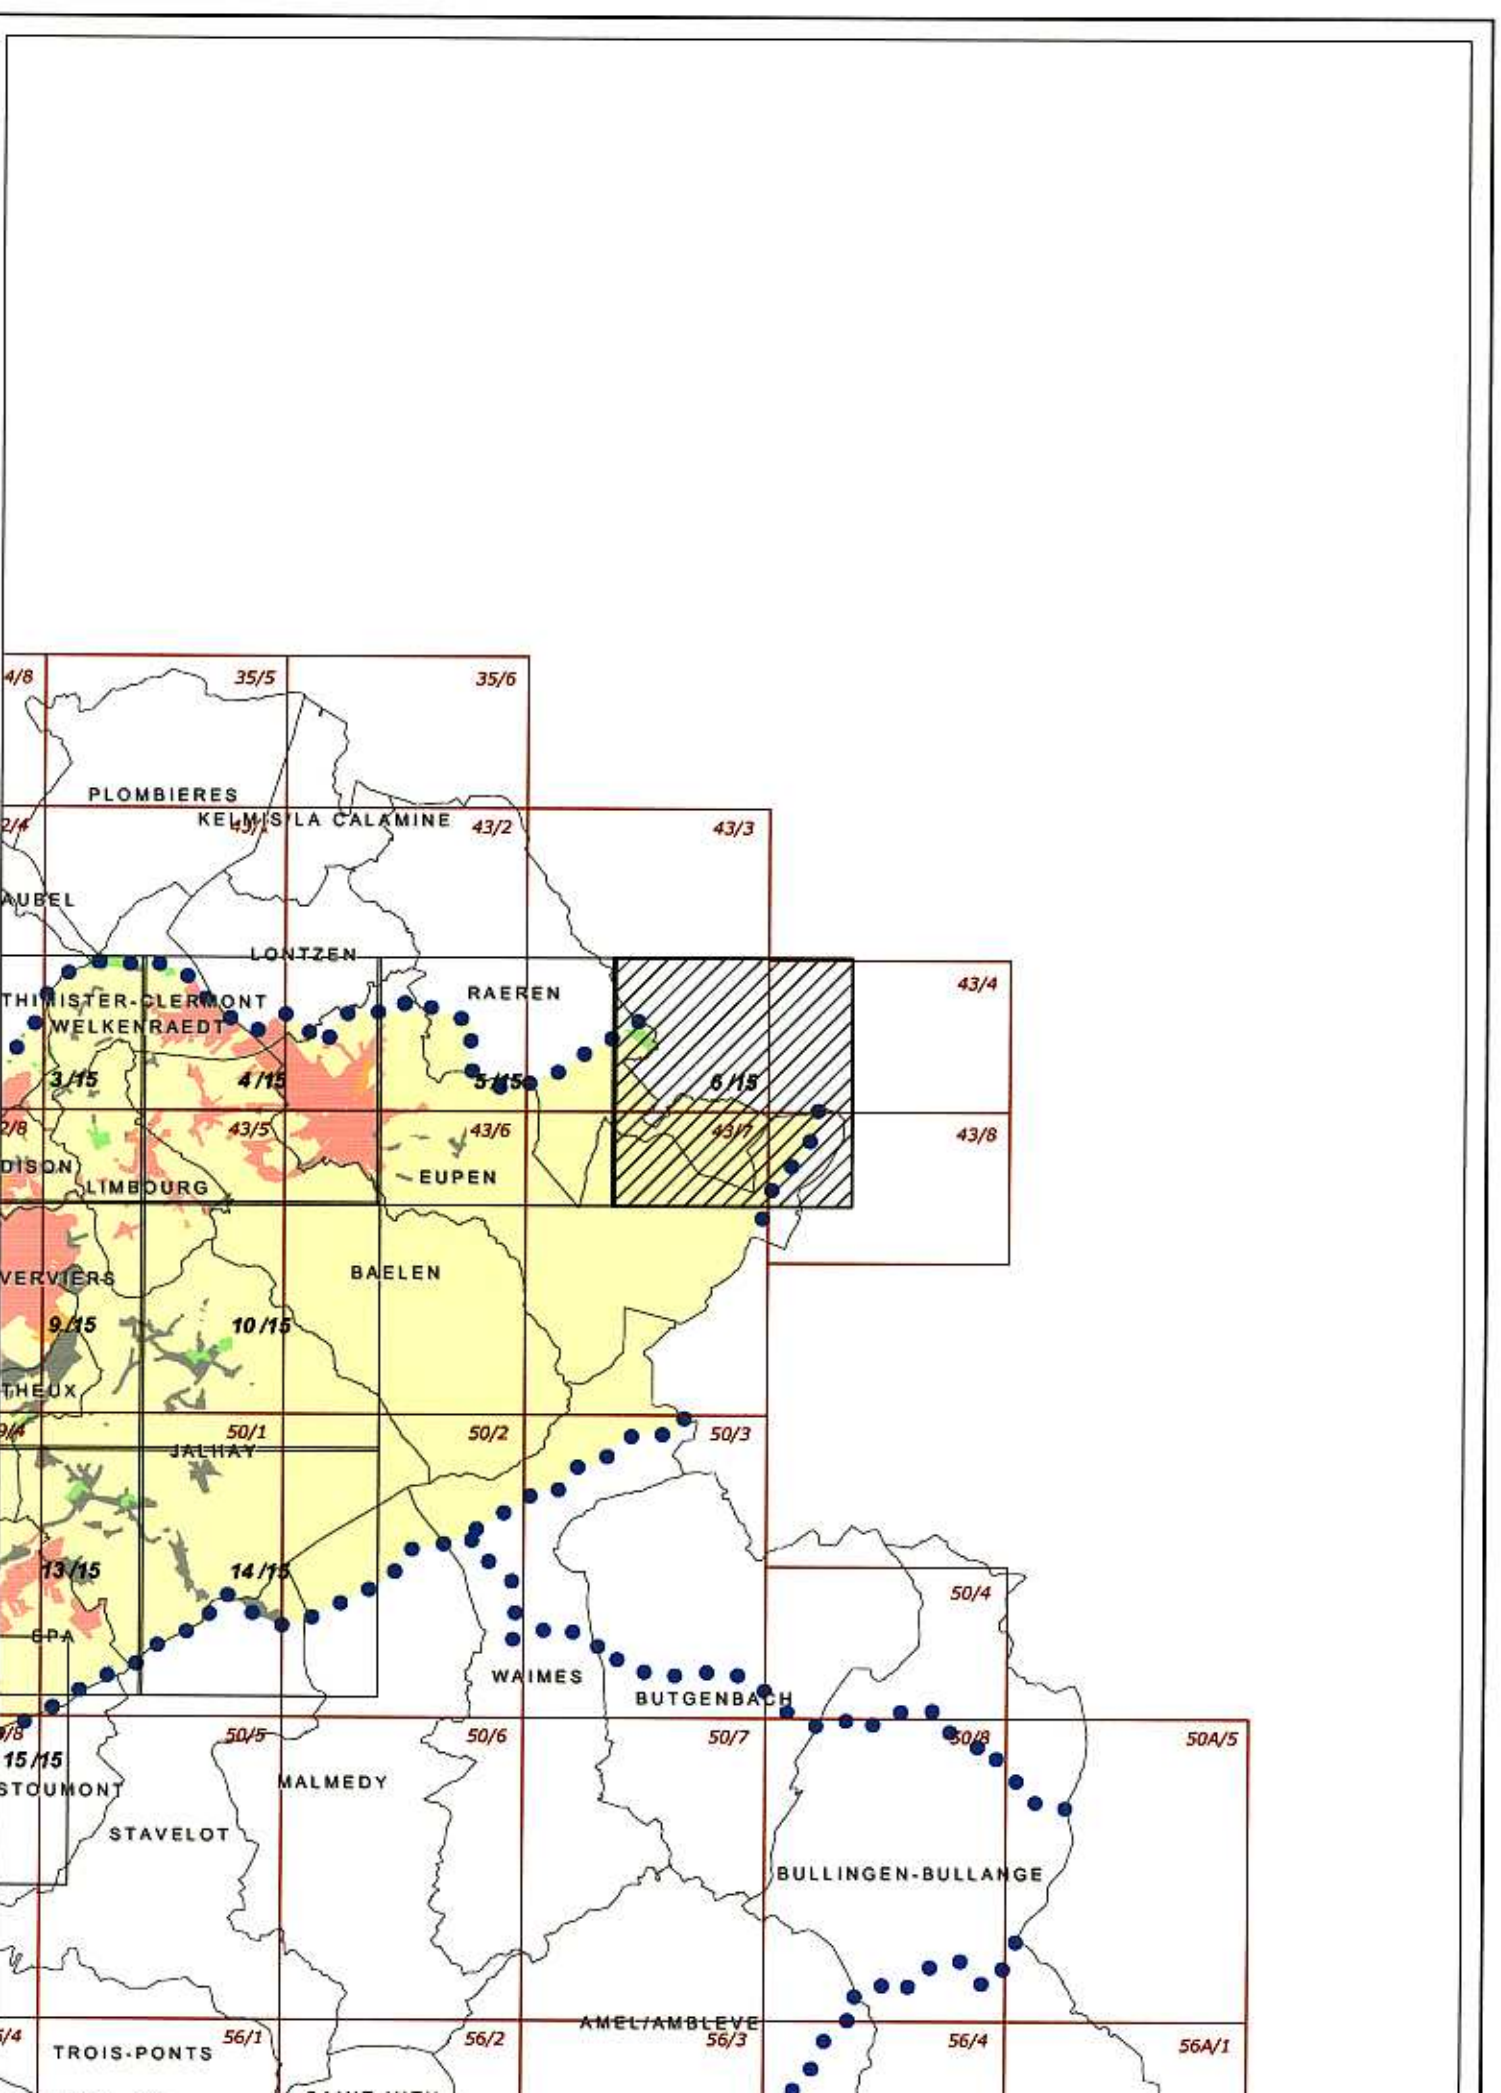 4/8
35/5
35/6
PLOMBIERES
2/4
43/1
KELMIS/LA CALAMINE
43/2
43/3
AUBEL
LONTZEN
43/4
RAEREN
THIMISTER-CLERMONT
WELKENRAEDT
3/15
4/15
5/15
6/15
2/8
43/5
43/6
43/7
43/8
DISON
EUPEN
LIMBOURG
VERVIERS
BAELEN
9/15
10/15
THEUX
9/4
50/1
50/2
50/3
JALHAY
13/15
14/15
50/4
SPA
WAIMES
BUTGENBACH
9/8
50/5
50/6
50/7
50/8
50A/5
15/15
STOUMONT
MALMEDY
STAVELOT
BULLINGEN-BULLANGE
AMEL/AMBLEVE
/4
56/1
56/2
56/3
56/4
56A/1
TROIS-PONTS